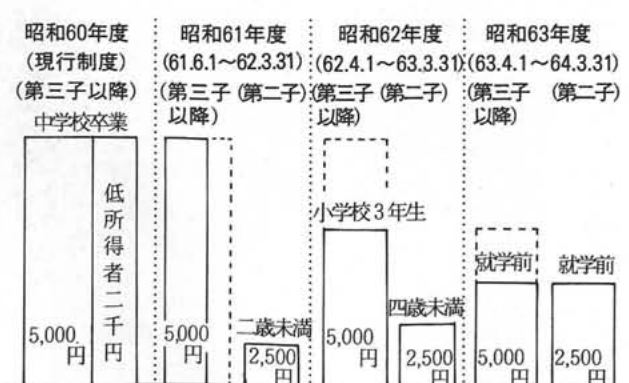 昭和60年度
(現行制度)
(第三子以降)
中学校卒業
低所得者二千円
5,000円
昭和61年度
(61.6.1～62.3.31)
(第三子以降)
(第二子)
5,000円
二歳未満
2,500円
昭和62年度
(62.4.1～63.3.31)
(第三子以降)
(第二子)
小学校3年生
5,000円
四歳未満
2,500円
昭和63年度
(63.4.1～64.3.31)
(第三子以降)
(第二子)
就学前
5,000円
就学前
2,500円